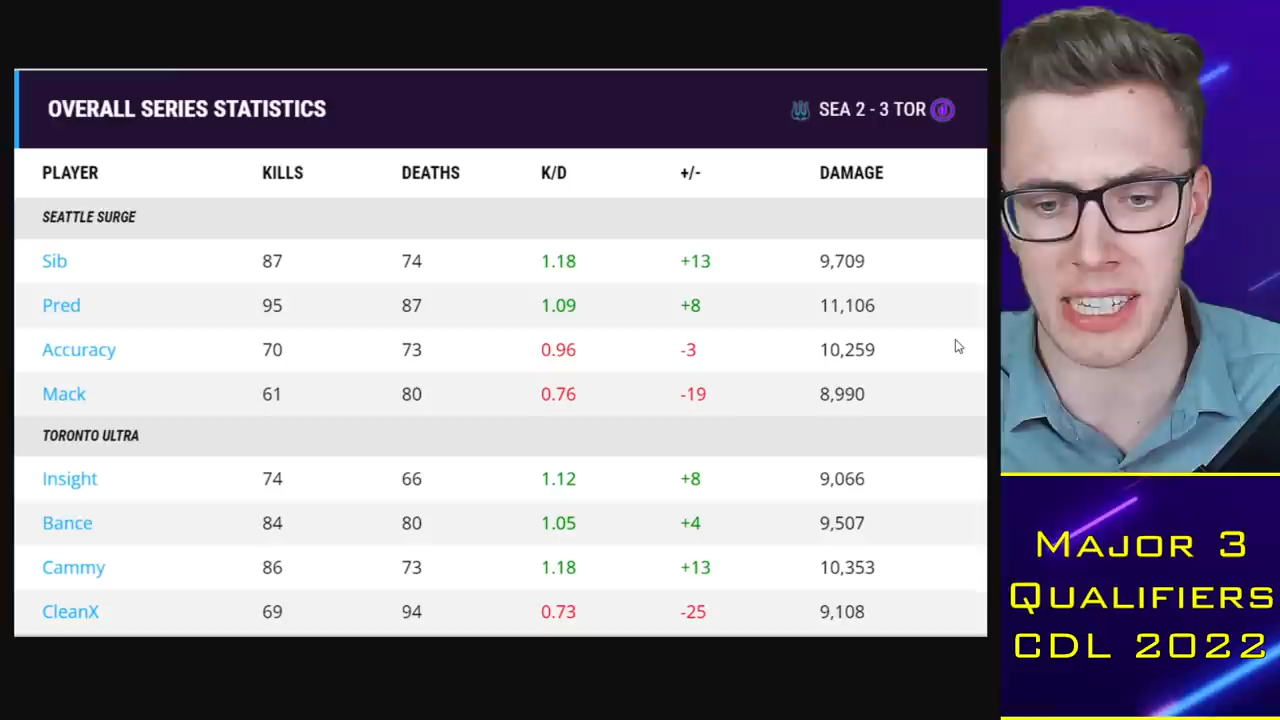 OVERALL SERIES STATISTICS SEA 2 - 3 TOR
PLAYER KILLS DEATHS K/D +/- DAMAGE
SEATTLE SURGE
Sib 87 74 1.18 +13 9,709
Pred 95 87 1.09 +8 11,106
Accuracy 70 73 0.96 -3 10,259
Mack 61 80 0.76 -19 8,990
TORONTO ULTRA
Insight 74 66 1.12 +8 9,066
Bance 84 80 1.05 +4 9,507
Cammy 86 73 1.18 +13 10,353
CleanX 69 94 0.73 -25 9,108
Major 3
Qualifiers
CDL 2022